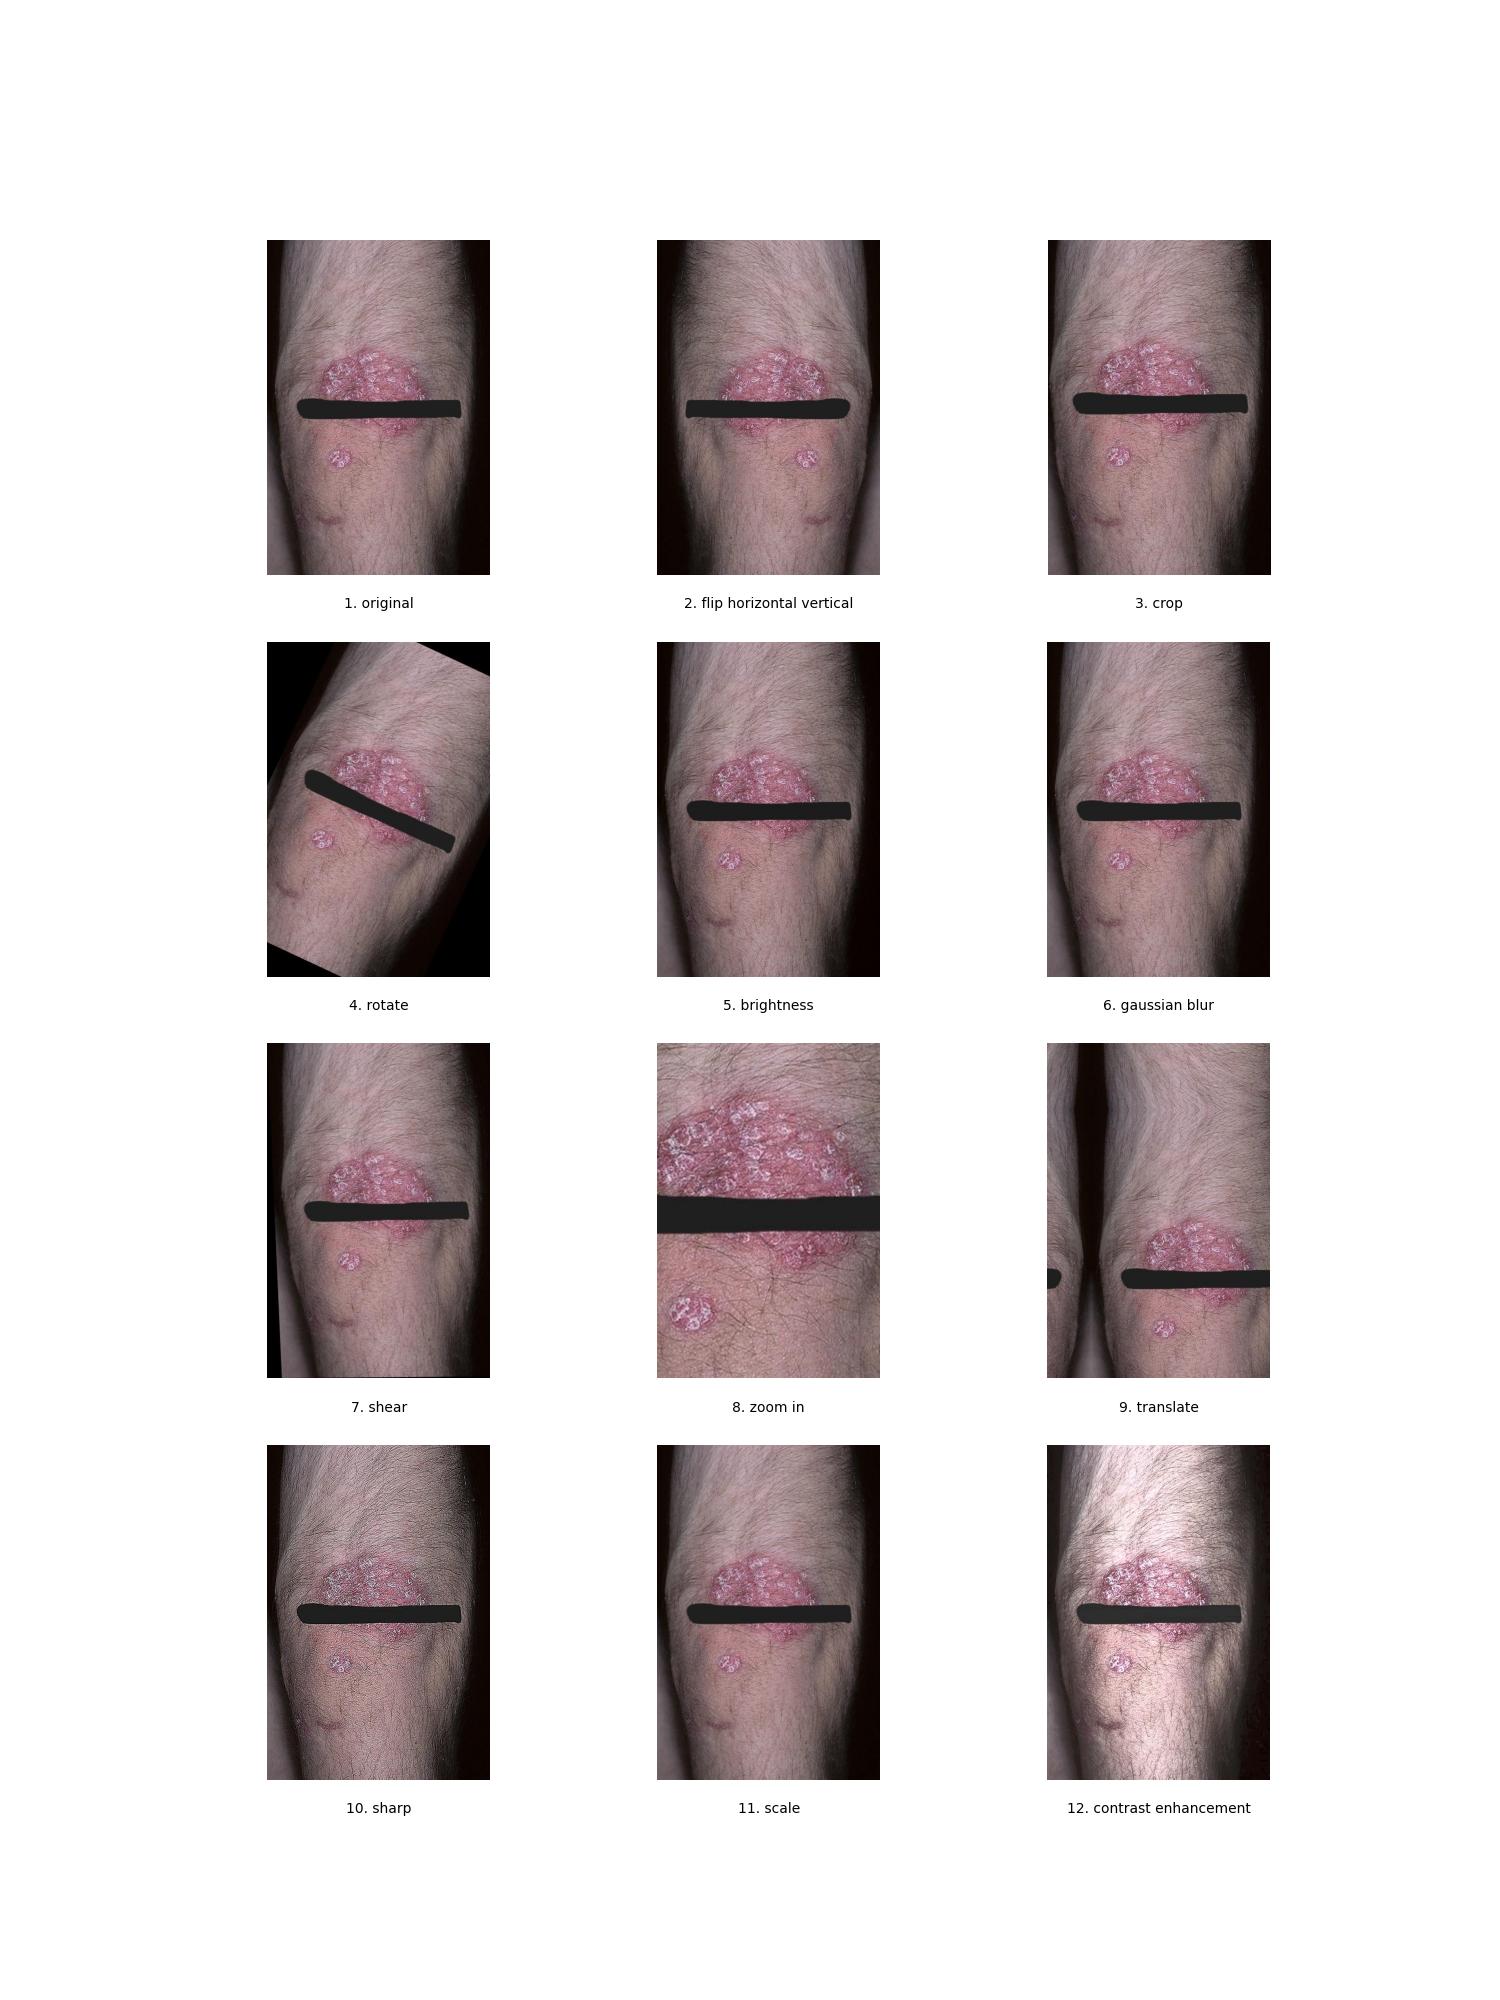 1. original
2. flip horizontal vertical
3. crop
4. rotate
5. brightness
6. gaussian blur
7. shear
8. zoom in
9. translate
10. sharp
11. scale
12. contrast enhancement